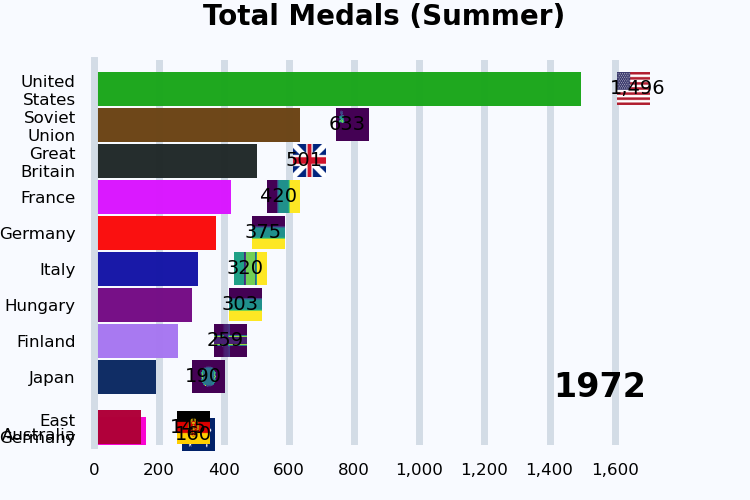 Total Medals (Summer)
United
States
1,496
Soviet
Union
633
Great
Britain
501
France
420
Germany
375
Italy
320
Hungary
303
Finland
259
Japan
190
1972
East
Germany
145
Australia
160
0 200 400 600 800 1,000 1,200 1,400 1,600